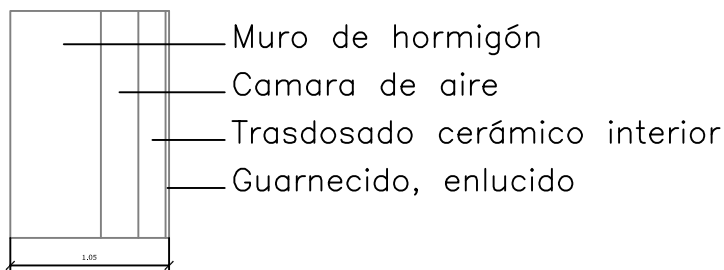 Muro de hormigón
Camara de aire
Trasdosado cerámico interior
Guarnecido, enlucido
1.05